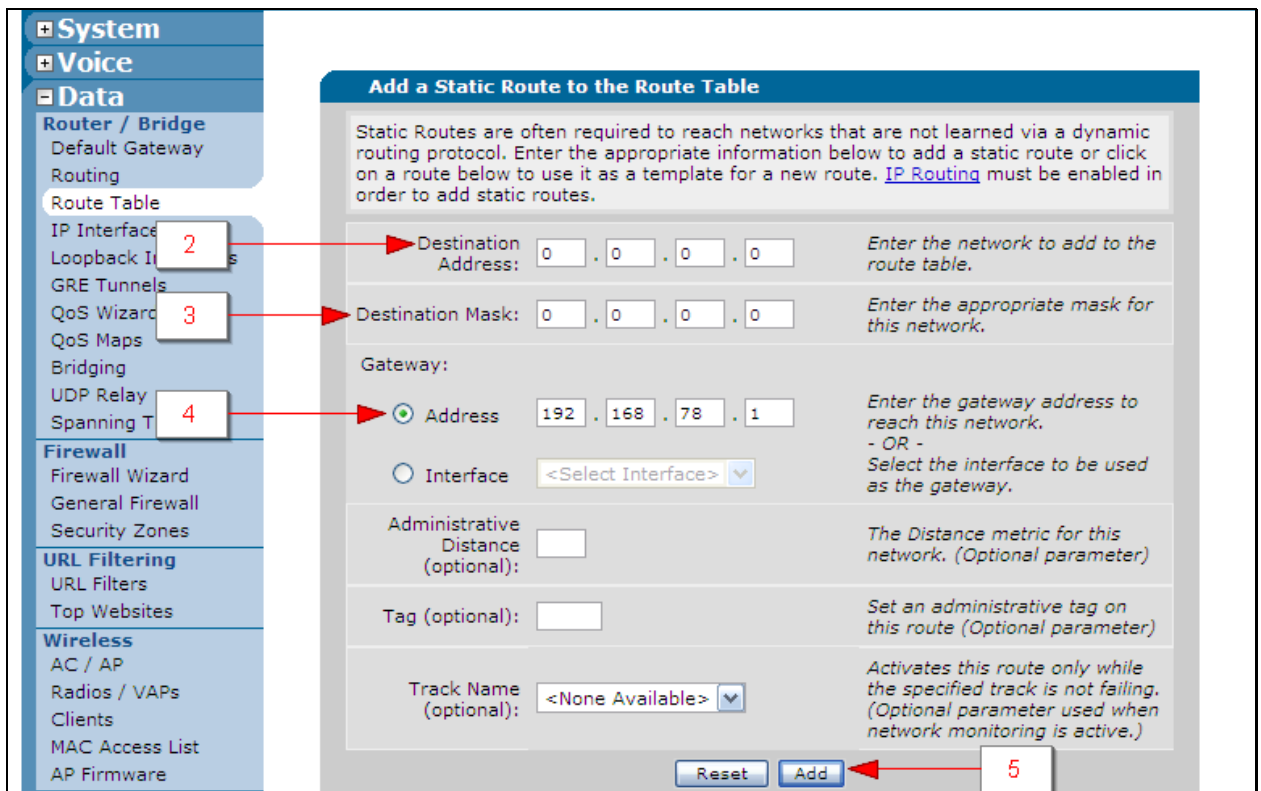 System
Voice
Data
Router / Bridge
Default Gateway
Routing
Route Table
IP Interface
Loopback In s
GRE Tunnels
QoS Wizard
QoS Maps
Bridging
UDP Relay
Spanning T
Firewall
Firewall Wizard
General Firewall
Security Zones
URL Filtering
URL Filters
Top Websites
Wireless
AC / AP
Radios / VAPs
Clients
MAC Access List
AP Firmware
2
3
4
Add a Static Route to the Route Table
Static Routes are often required to reach networks that are not learned via a dynamic
routing protocol. Enter the appropriate information below to add a static route or click
on a route below to use it as a template for a new route. IP Routing must be enabled in
order to add static routes.
Destination
Address:
0 . 0 . 0 . 0
Enter the network to add to the
route table.
Destination Mask:
0 . 0 . 0 . 0
Enter the appropriate mask for
this network.
Gateway:
Address
192 . 168 . 78 . 1
Enter the gateway address to
reach this network.
- OR -
Interface
<Select Interface>
Select the interface to be used
as the gateway.
Administrative
Distance
(optional):
The Distance metric for this
network. (Optional parameter)
Tag (optional):
Set an administrative tag on
this route (Optional parameter)
Track Name
(optional):
<None Available>
Activates this route only while
the specified track is not failing.
(Optional parameter used when
network monitoring is active.)
Reset
Add
5